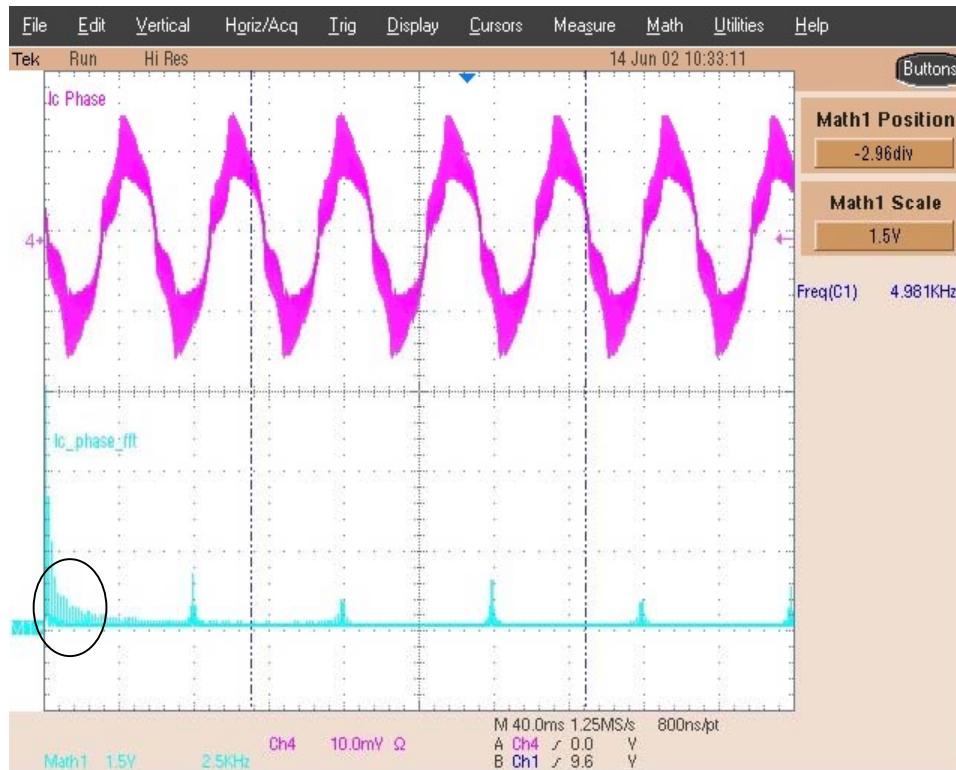 File Edit Vertical Horiz/Acq Trig Display Cursors Measure Math Utilities Help
Tek Run Hi Res 14 Jun 02 10:33:11
Buttons
Ic Phase
Math1 Position
-2.96div
Math1 Scale
1.5V
4
Freq(C1) 4.981KHz
Ic_phase_fft
M 40.0ms 1.25MS/s 800ns/pt
Ch4 10.0mV Ω A Ch4 ∕ 0.0 V
Math1 1.5V 2.5KHz B Ch1 ∕ 9.6 V